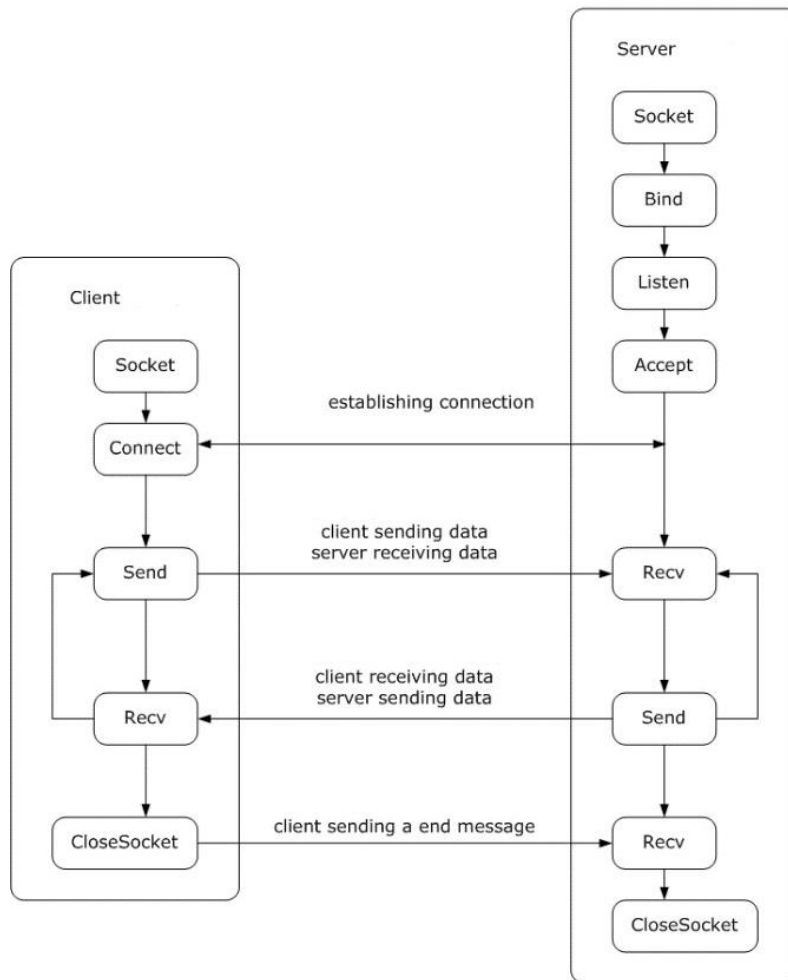 Server
Socket
Bind
Listen
Accept
Client
Socket
Connect
establishing connection
client sending data
server receiving data
Send
Recv
client receiving data
server sending data
Recv
Send
CloseSocket
client sending a end message
Recv
CloseSocket